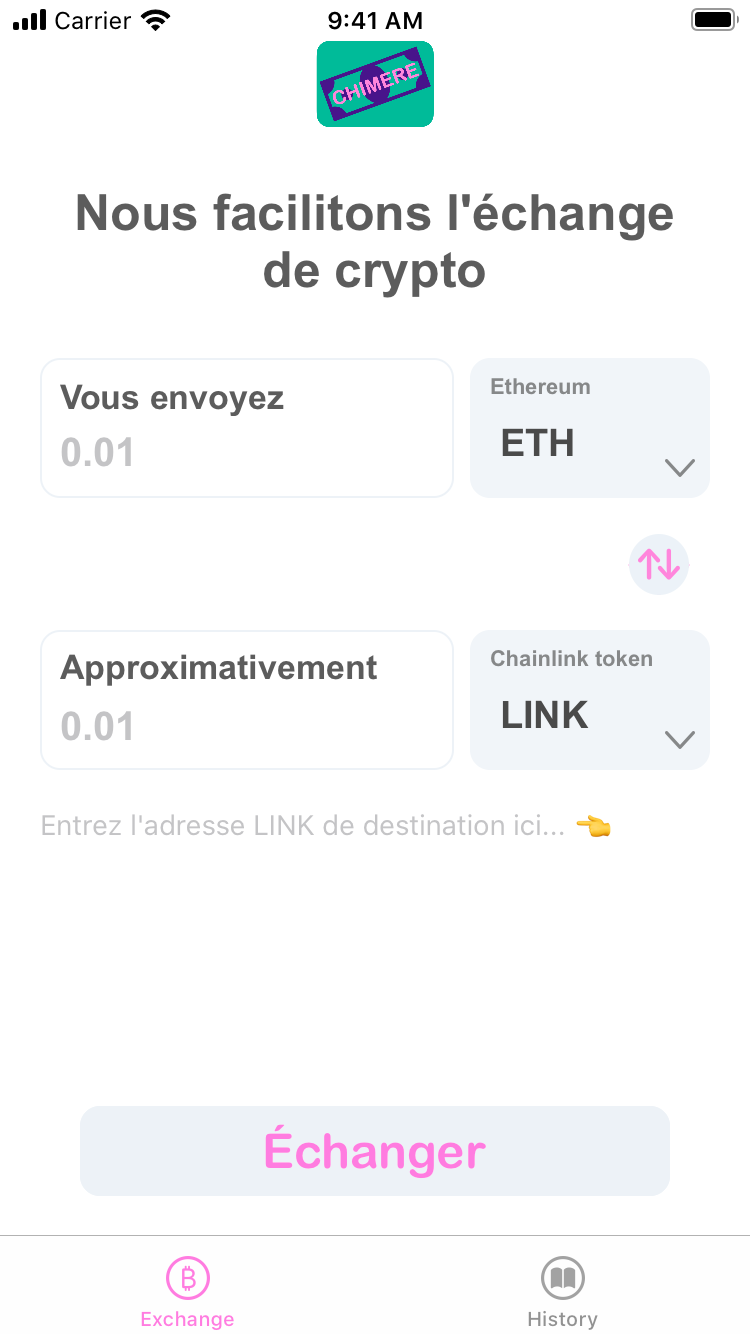 Carrier
9:41 AM
CHIMERE
Nous facilitons l'échange
de crypto
Vous envoyez
0.01
Ethereum
ETH
Approximativement
0.01
Chainlink token
LINK
Entrez l'adresse LINK de destination ici... 👈
Échanger
Exchange
History